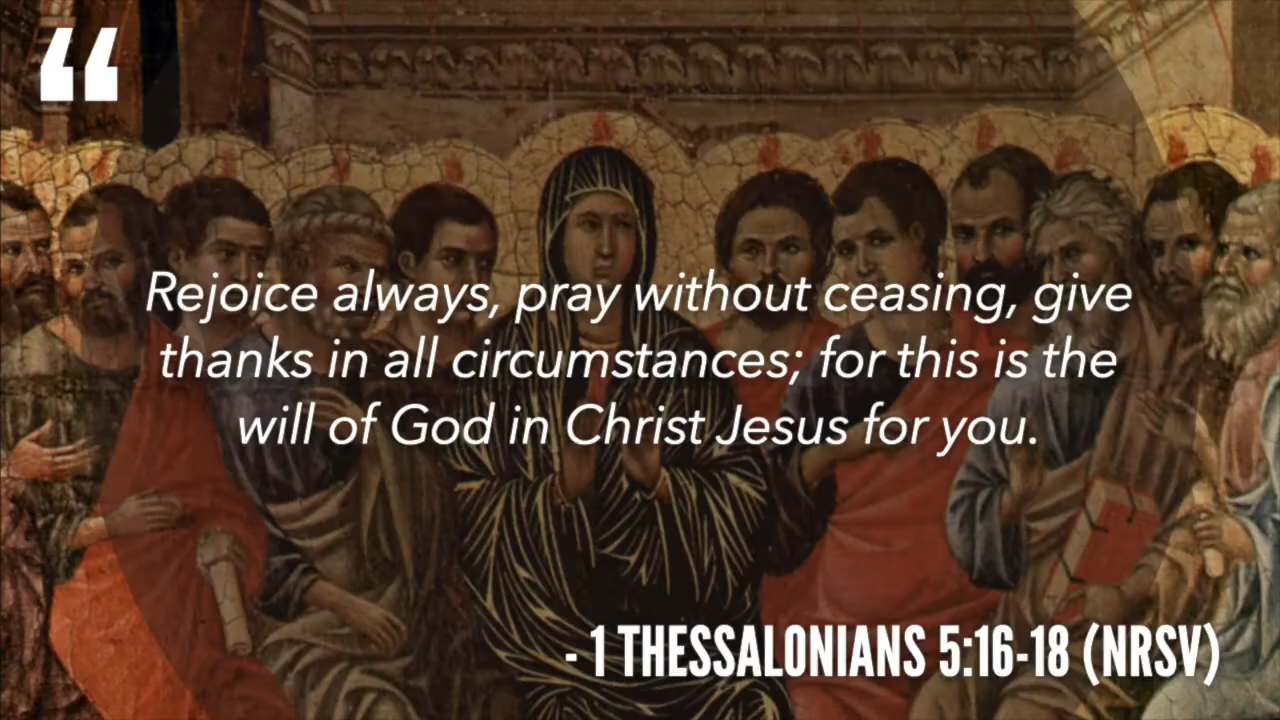 “
Rejoice always, pray without ceasing, give
thanks in all circumstances; for this is the
will of God in Christ Jesus for you.
- 1 THESSALONIANS 5:16-18 (NRSV)